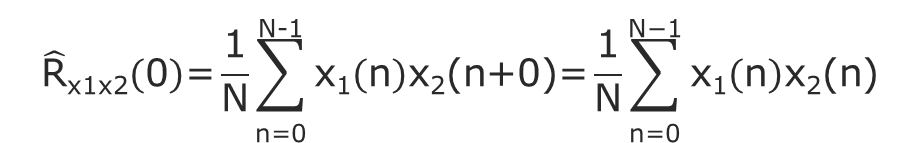 R̂x1x2(0)=1/N ∑_{n=0}^{N-1} x₁(n)x₂(n+0)=1/N ∑_{n=0}^{N−1} x₁(n)x₂(n)